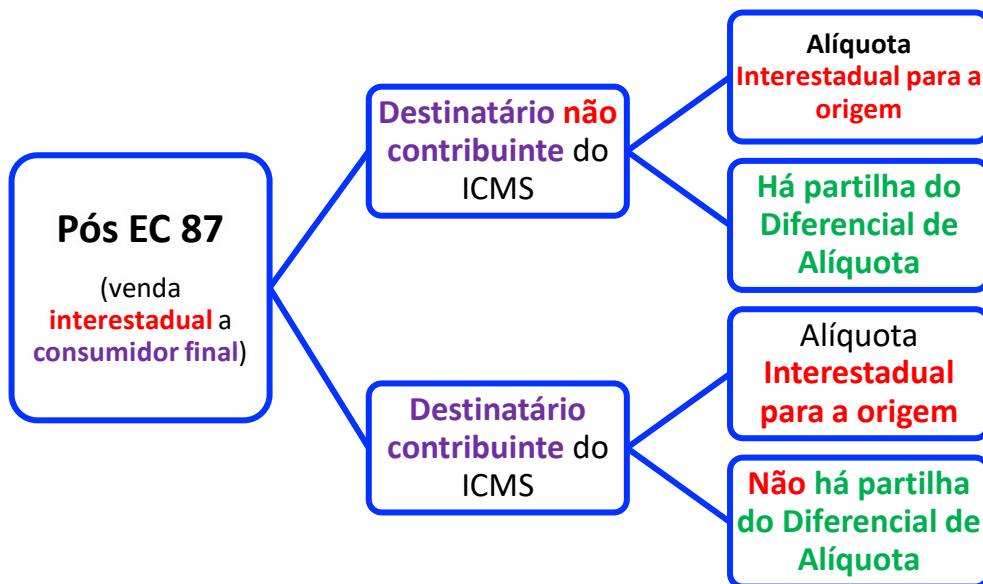 Pós EC 87
(venda
interestadual a
consumidor final)
Destinatário não
contribuinte do
ICMS
Alíquota
Interestadual para a
origem
Há partilha do
Diferencial de
Alíquota
Destinatário
contribuinte do
ICMS
Alíquota
Interestadual
para a origem
Não há partilha
do Diferencial de
Alíquota